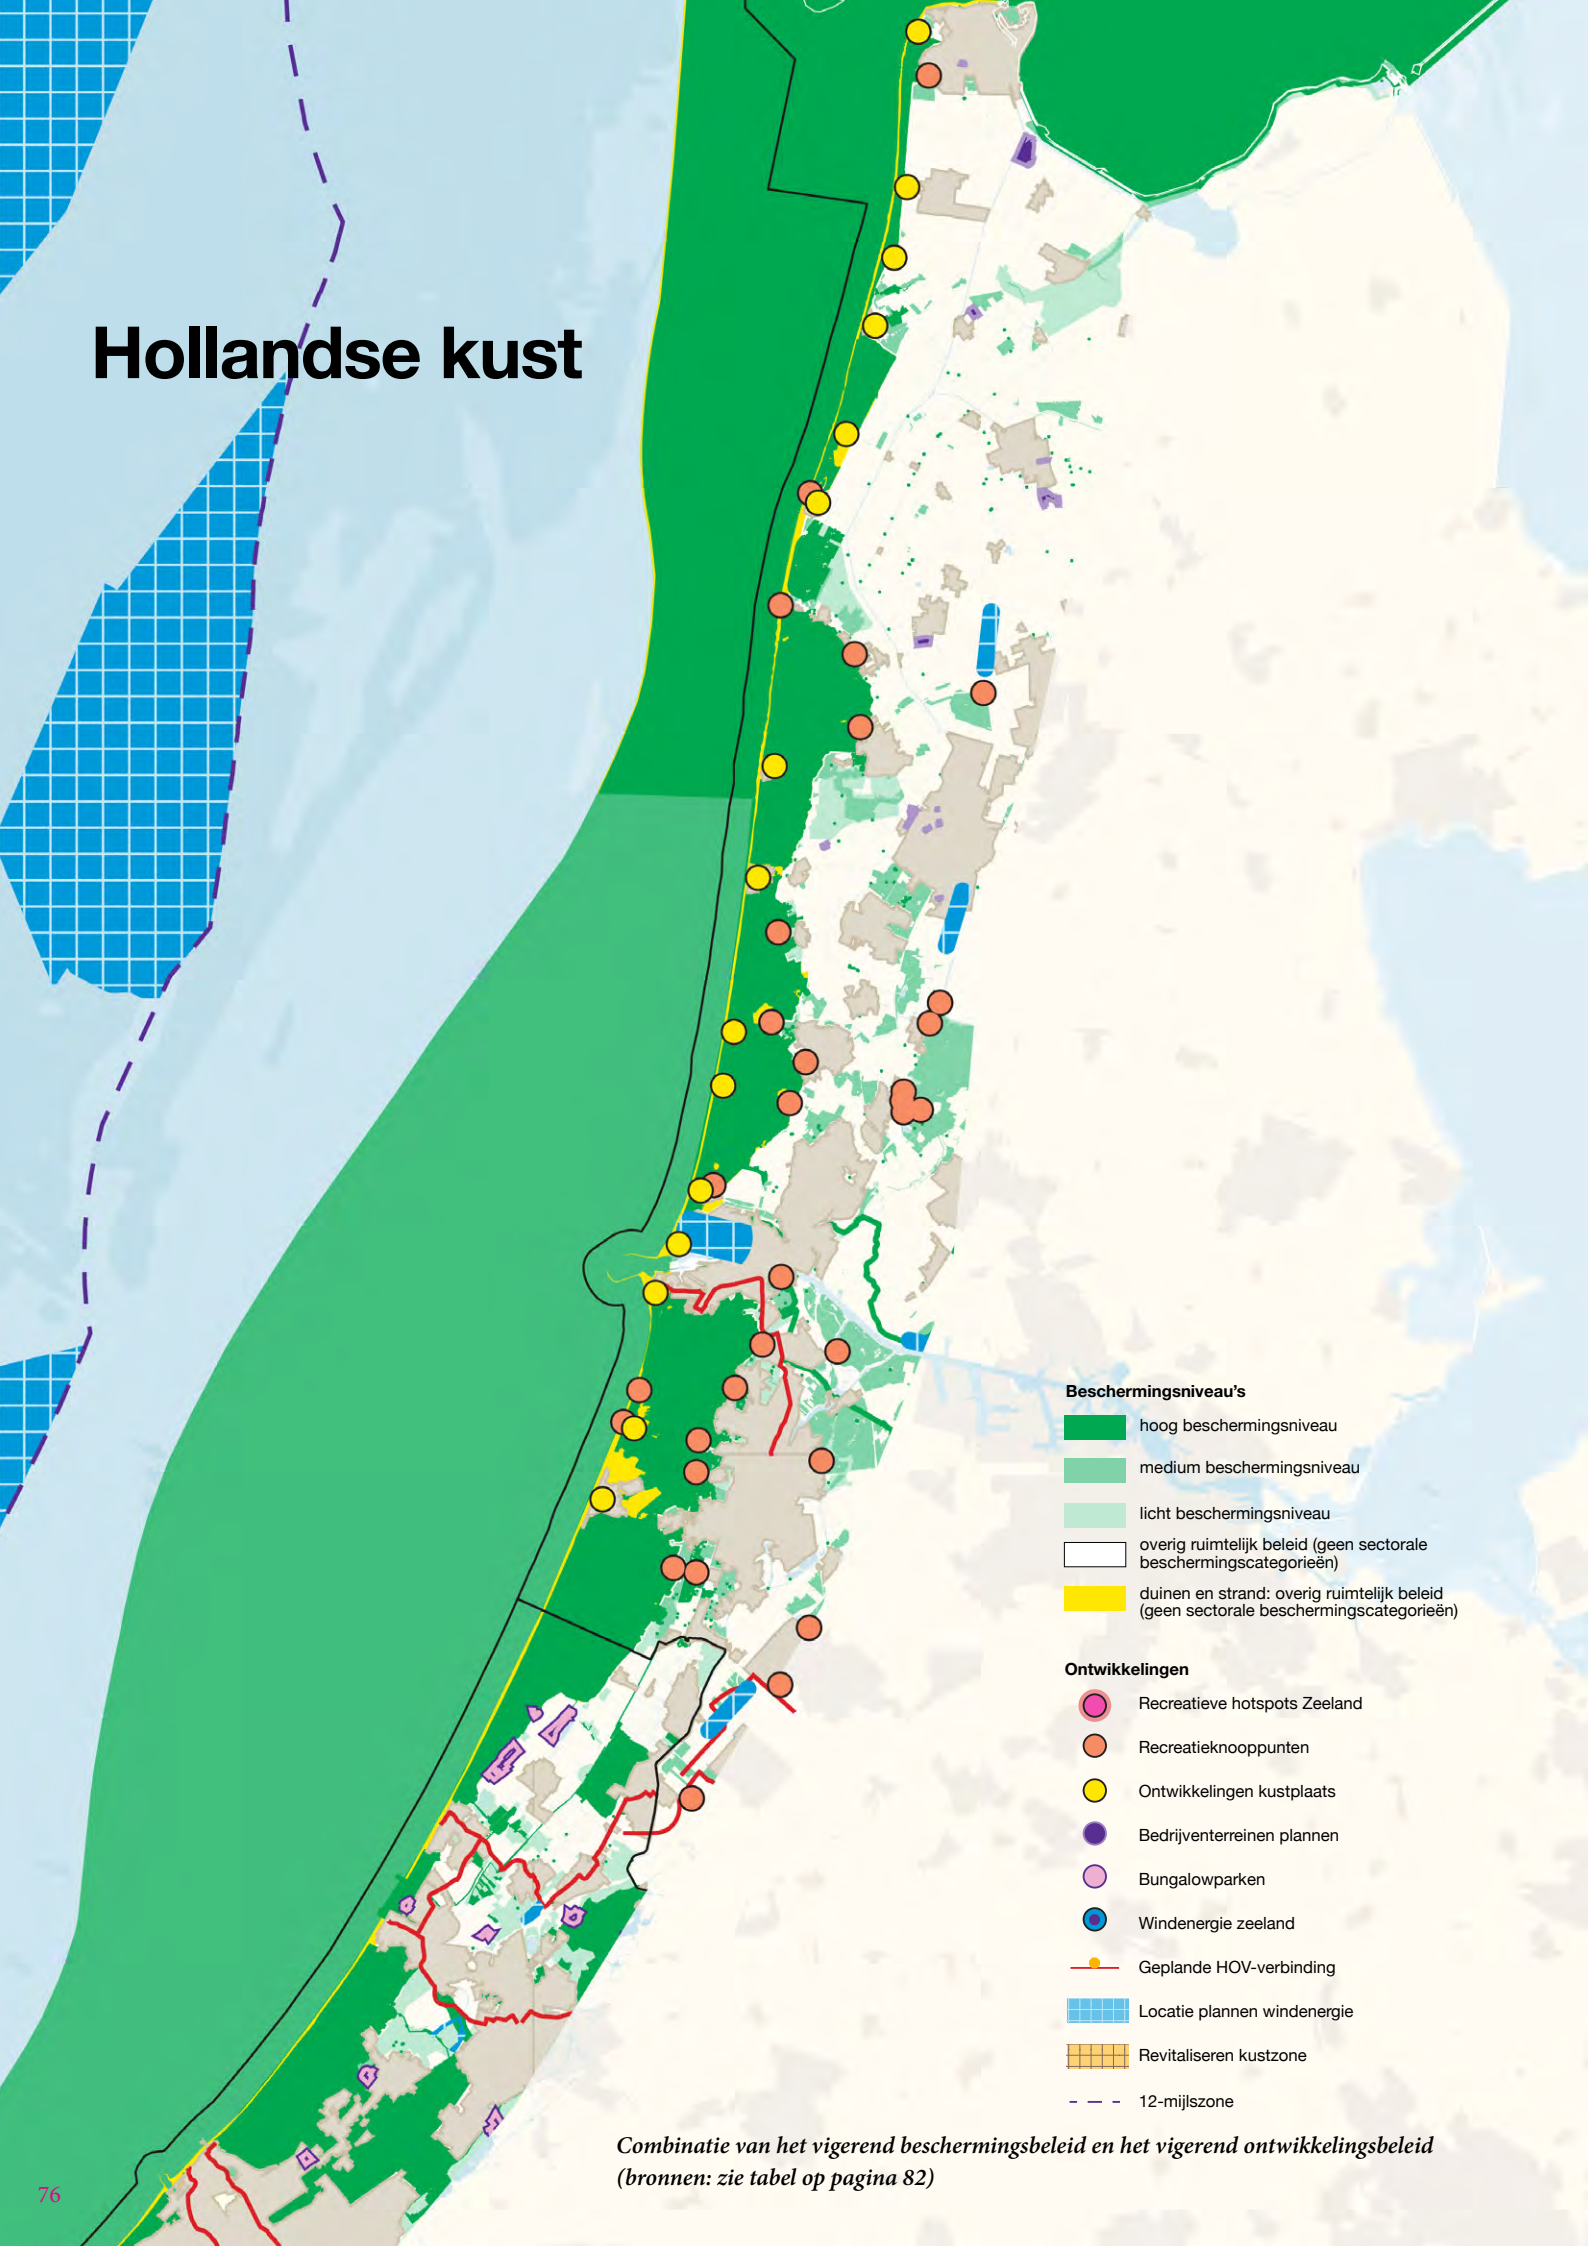 Hollandse kust
Beschermingsniveau's
hoog beschermingsniveau
medium beschermingsniveau
licht beschermingsniveau
overig ruimtelijk beleid (geen sectorale
beschermingscategorieën)
duinen en strand: overig ruimtelijk beleid
(geen sectorale beschermingscategorieën)
Ontwikkelingen
Recreatieve hotspots Zeeland
Recreatieknooppunten
Ontwikkelingen kustplaats
Bedrijventerreinen plannen
Bungalowparken
Windenergie zeeland
Geplande HOV-verbinding
Locatie plannen windenergie
Revitaliseren kustzone
12-mijlszone
Combinatie van het vigerend beschermingsbeleid en het vigerend ontwikkelingsbeleid
(bronnen: zie tabel op pagina 82)
76